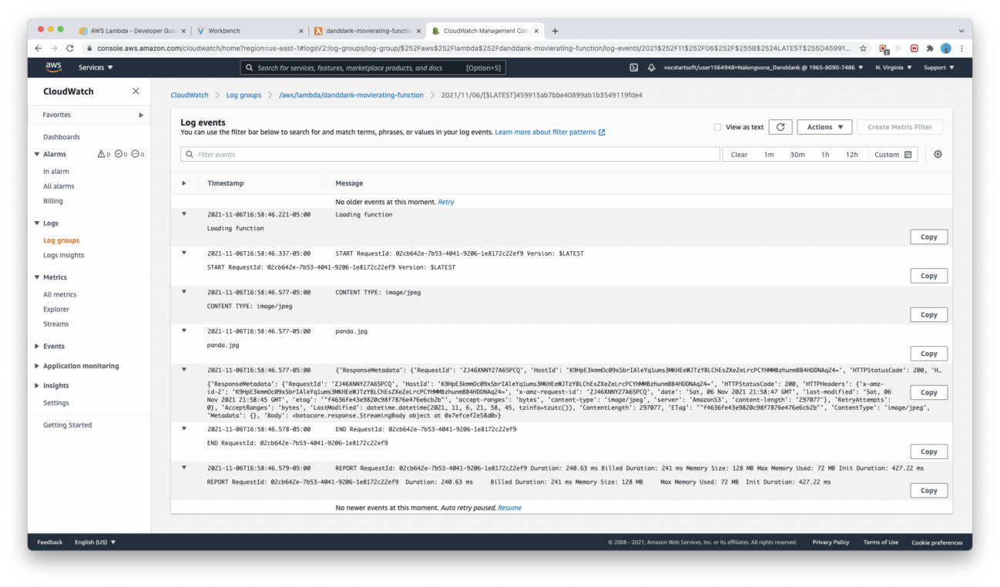 AWS Lambda - Developer Guid
Workbench
danddank-movierating-functio
CloudWatch Management Con
console.aws.amazon.com/cloudwatch/home?region=us-east-1#logsV2:log-groups/log-group/$252Faws$252Flambda$252Fdanddank-movierating-function/log-events/2021$252F11$252F06$252F$255B$2524LATEST$255D45991...
aws
Services
Search for services, features, marketplace products, and docs
[Option+S]
vocstartsoft/user1564948=Nalongsone_Danddank @ 1965-8090-7486
N. Virginia
Support
CloudWatch
Favorites
Dashboards
Alarms
0
0
0
In alarm
All alarms
Billing
Logs
Log groups
Logs Insights
Metrics
All metrics
Explorer
Streams
Events
Application monitoring
Insights
Settings
Getting Started
CloudWatch
Log groups
/aws/lambda/danddank-movierating-function
2021/11/06/[$LATEST]459915ab7bbe40899ab1b3549119fde4
Log events
You can use the filter bar below to search for and match terms, phrases, or values in your log events. Learn more about filter patterns
View as text
Actions
Create Metric Filter
Filter events
Clear
1m
30m
1h
12h
Custom
Timestamp
Message
No older events at this moment. Retry
2021-11-06T16:58:46.221-05:00
Loading function
Loading function
Copy
2021-11-06T16:58:46.337-05:00
START RequestId: 02cb642e-7b53-4041-9206-1e8172c22ef9 Version: $LATEST
START RequestId: 02cb642e-7b53-4041-9206-1e8172c22ef9 Version: $LATEST
Copy
2021-11-06T16:58:46.577-05:00
CONTENT TYPE: image/jpeg
CONTENT TYPE: image/jpeg
Copy
2021-11-06T16:58:46.577-05:00
panda.jpg
panda.jpg
Copy
2021-11-06T16:58:46.577-05:00
{'ResponseMetadata': {'RequestId': 'ZJ46XNNYZ7A65PCQ', 'HostId': 'K9HpE3kmmOc09xSbrIAleYq1ums3MKHEeWJTzYBLChEsZXeZeLrcPCYHMMBzhunmB84HDDNAqZ4=', 'HTTPStatusCode': 200, 'H…
{'ResponseMetadata': {'RequestId': 'ZJ46XNNYZ7A65PCQ', 'HostId': 'K9HpE3kmmOc09xSbrIAleYq1ums3MKHEeWJTzYBLChEsZXeZeLrcPCYHMMBzhunmB84HDDNAqZ4=', 'HTTPStatusCode': 200, 'HTTPHeaders': {'x-amz-
id-2': 'K9HpE3kmmOc09xSbrIAleYq1ums3MKHEeWJTzYBLChEsZXeZeLrcPCYHMMBzhunmB84HDDNAqZ4=', 'x-amz-request-id': 'ZJ46XNNYZ7A65PCQ', 'date': 'Sat, 06 Nov 2021 21:58:47 GMT', 'last-modified': 'Sat, 06
Nov 2021 21:58:45 GMT', 'etag': '"f4636fe43e9820c98f7876e476e6cb2b"', 'accept-ranges': 'bytes', 'content-type': 'image/jpeg', 'server': 'AmazonS3', 'content-length': '297077'}, 'RetryAttempts':
0}, 'AcceptRanges': 'bytes', 'LastModified': datetime.datetime(2021, 11, 6, 21, 58, 45, tzinfo=tzutc()), 'ContentLength': 297077, 'ETag': '"f4636fe43e9820c98f7876e476e6cb2b"', 'ContentType': 'image/jpeg',
'Metadata': {}, 'Body': <botocore.response.StreamingBody object at 0x7efcef2e58d0>}
Copy
2021-11-06T16:58:46.578-05:00
END RequestId: 02cb642e-7b53-4041-9206-1e8172c22ef9
END RequestId: 02cb642e-7b53-4041-9206-1e8172c22ef9
Copy
2021-11-06T16:58:46.579-05:00
REPORT RequestId: 02cb642e-7b53-4041-9206-1e8172c22ef9 Duration: 240.63 ms Billed Duration: 241 ms Memory Size: 128 MB Max Memory Used: 72 MB Init Duration: 427.22 ms
REPORT RequestId: 02cb642e-7b53-4041-9206-1e8172c22ef9 Duration: 240.63 ms Billed Duration: 241 ms Memory Size: 128 MB Max Memory Used: 72 MB Init Duration: 427.22 ms
Copy
No newer events at this moment. Auto retry paused. Resume
Feedback
English (US)
© 2008 - 2021, Amazon Web Services, Inc. or its affiliates. All rights reserved.
Privacy Policy
Terms of Use
Cookie preferences